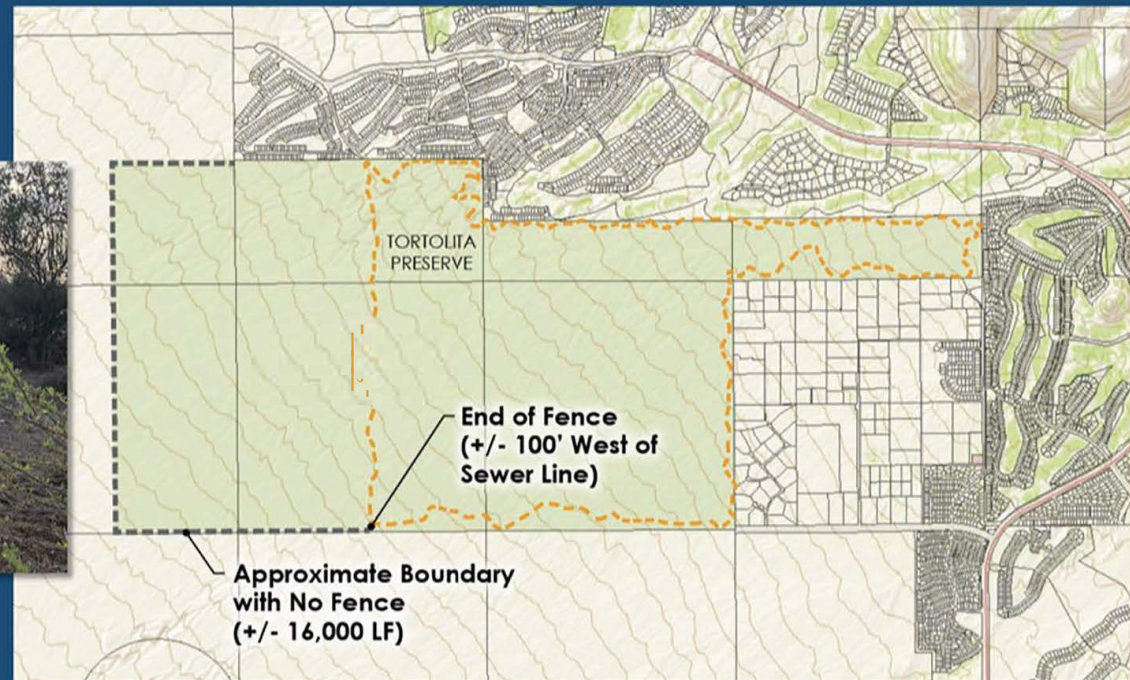 TORTOLITA
PRESERVE
End of Fence
(+/- 100' West of
Sewer Line)
Approximate Boundary
with No Fence
(+/- 16,000 LF)